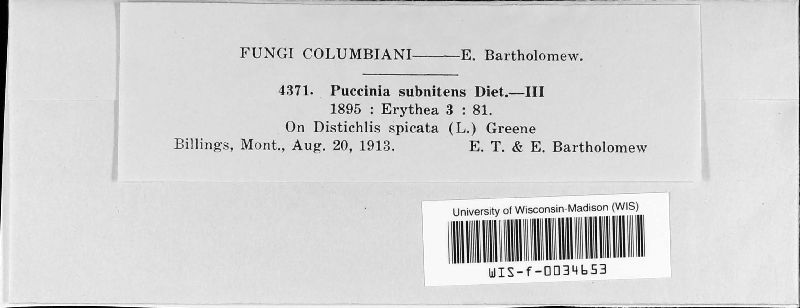 FUNGI COLUMBIANI——E. Bartholomew.
4371. Puccinia subnitens Diet.—III
1895 : Erythea 3 : 81.
On Distichlis spicata (L.) Greene
Billings, Mont., Aug. 20, 1913. E. T. & E. Bartholomew
University of Wisconsin-Madison (WIS)
WIS-f-0034653